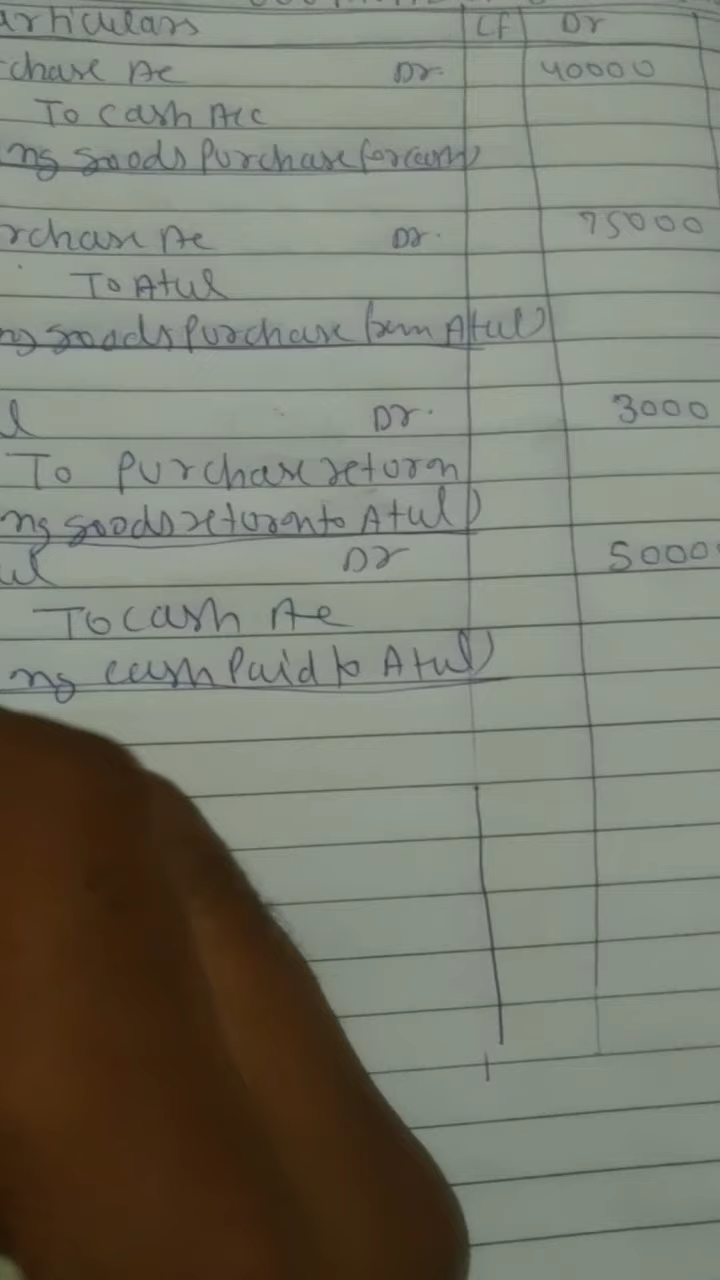 articulars LF Dr
chase Ac Dr. 40000
To cash Acc
ng goods purchase for cash)
rchase Ac Dr. 75000
To Atul
ng goods purchase from Atul)
l Dr. 3000
To purchase return
ng goods return to Atul)
ul Dr 5000
To cash Ac
ng cash Paid to Atul)